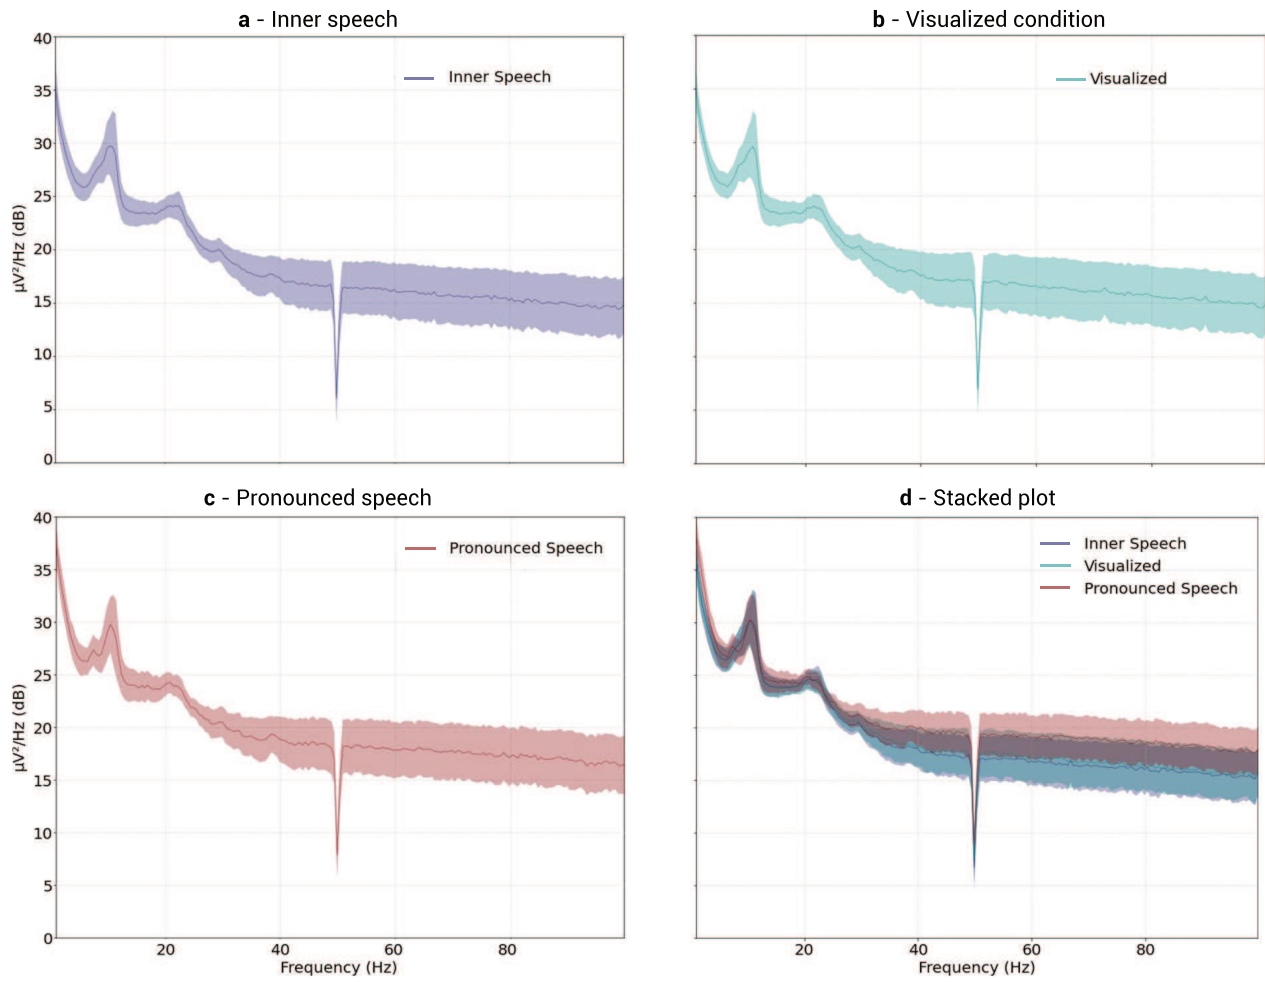 a - Inner speech
40
35
30
25
20
15
10
5
0
μV²/Hz (dB)
Inner Speech
b - Visualized condition
Visualized
c - Pronounced speech
40
35
30
25
20
15
10
5
0
μV²/Hz (dB)
Pronounced Speech
20 40 60 80
Frequency (Hz)
d - Stacked plot
Inner Speech
Visualized
Pronounced Speech
20 40 60 80
Frequency (Hz)